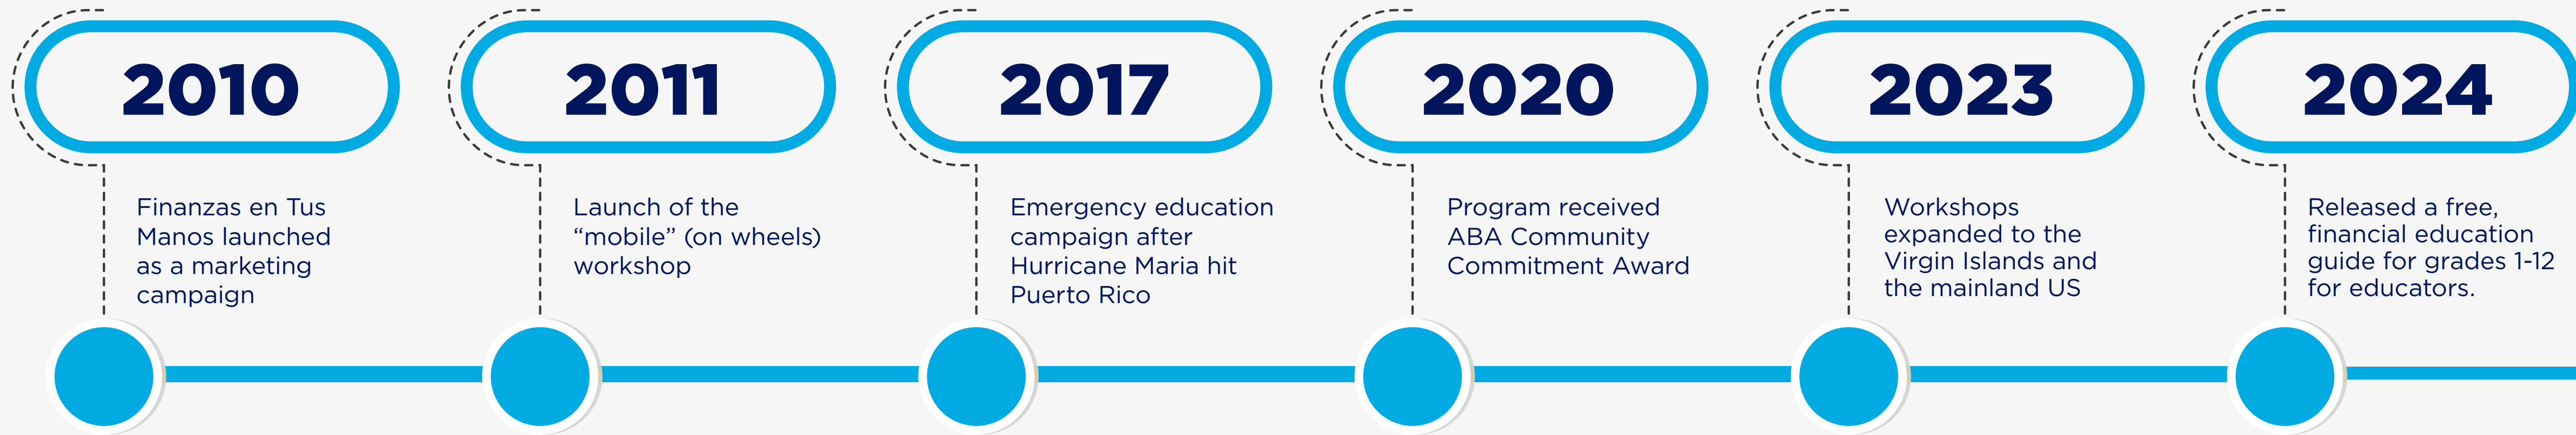 2010
Finanzas en Tus
Manos launched
as a marketing
campaign
2011
Launch of the
“mobile” (on wheels)
workshop
2017
Emergency education
campaign after
Hurricane Maria hit
Puerto Rico
2020
Program received
ABA Community
Commitment Award
2023
Workshops
expanded to the
Virgin Islands and
the mainland US
2024
Released a free,
financial education
guide for grades 1-12
for educators.